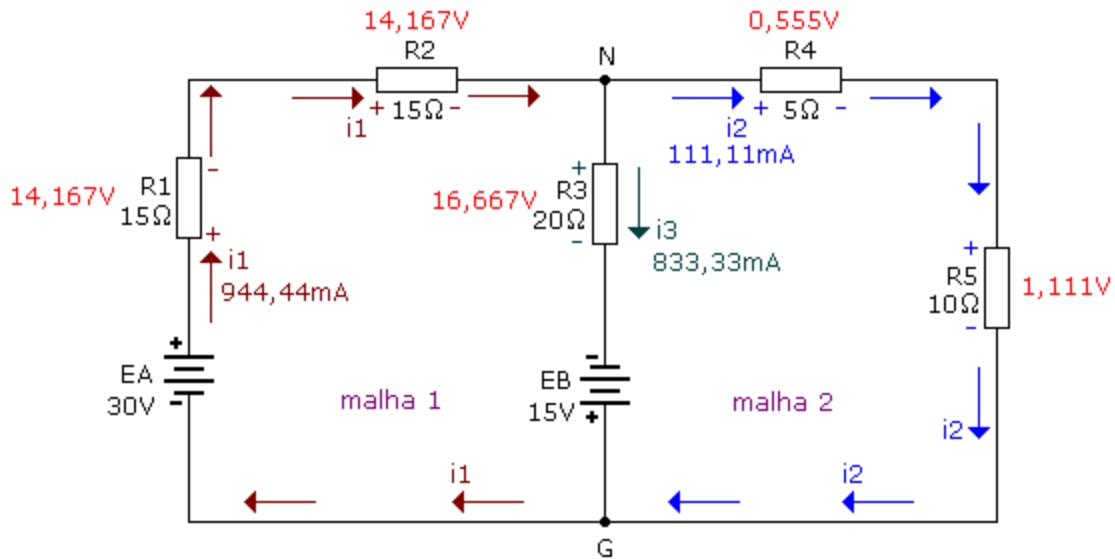 14,167V
R2
+ 15Ω -
i1
N
0,555V
R4
+ 5Ω -
i2
111,11mA
14,167V
R1
15Ω
-
+
i1
944,44mA
16,667V
R3
20Ω
+
-
i3
833,33mA
R5
10Ω
+
-
1,111V
EA
30V
+
-
malha 1
EB
15V
-
+
malha 2
i2
i1
i2
G